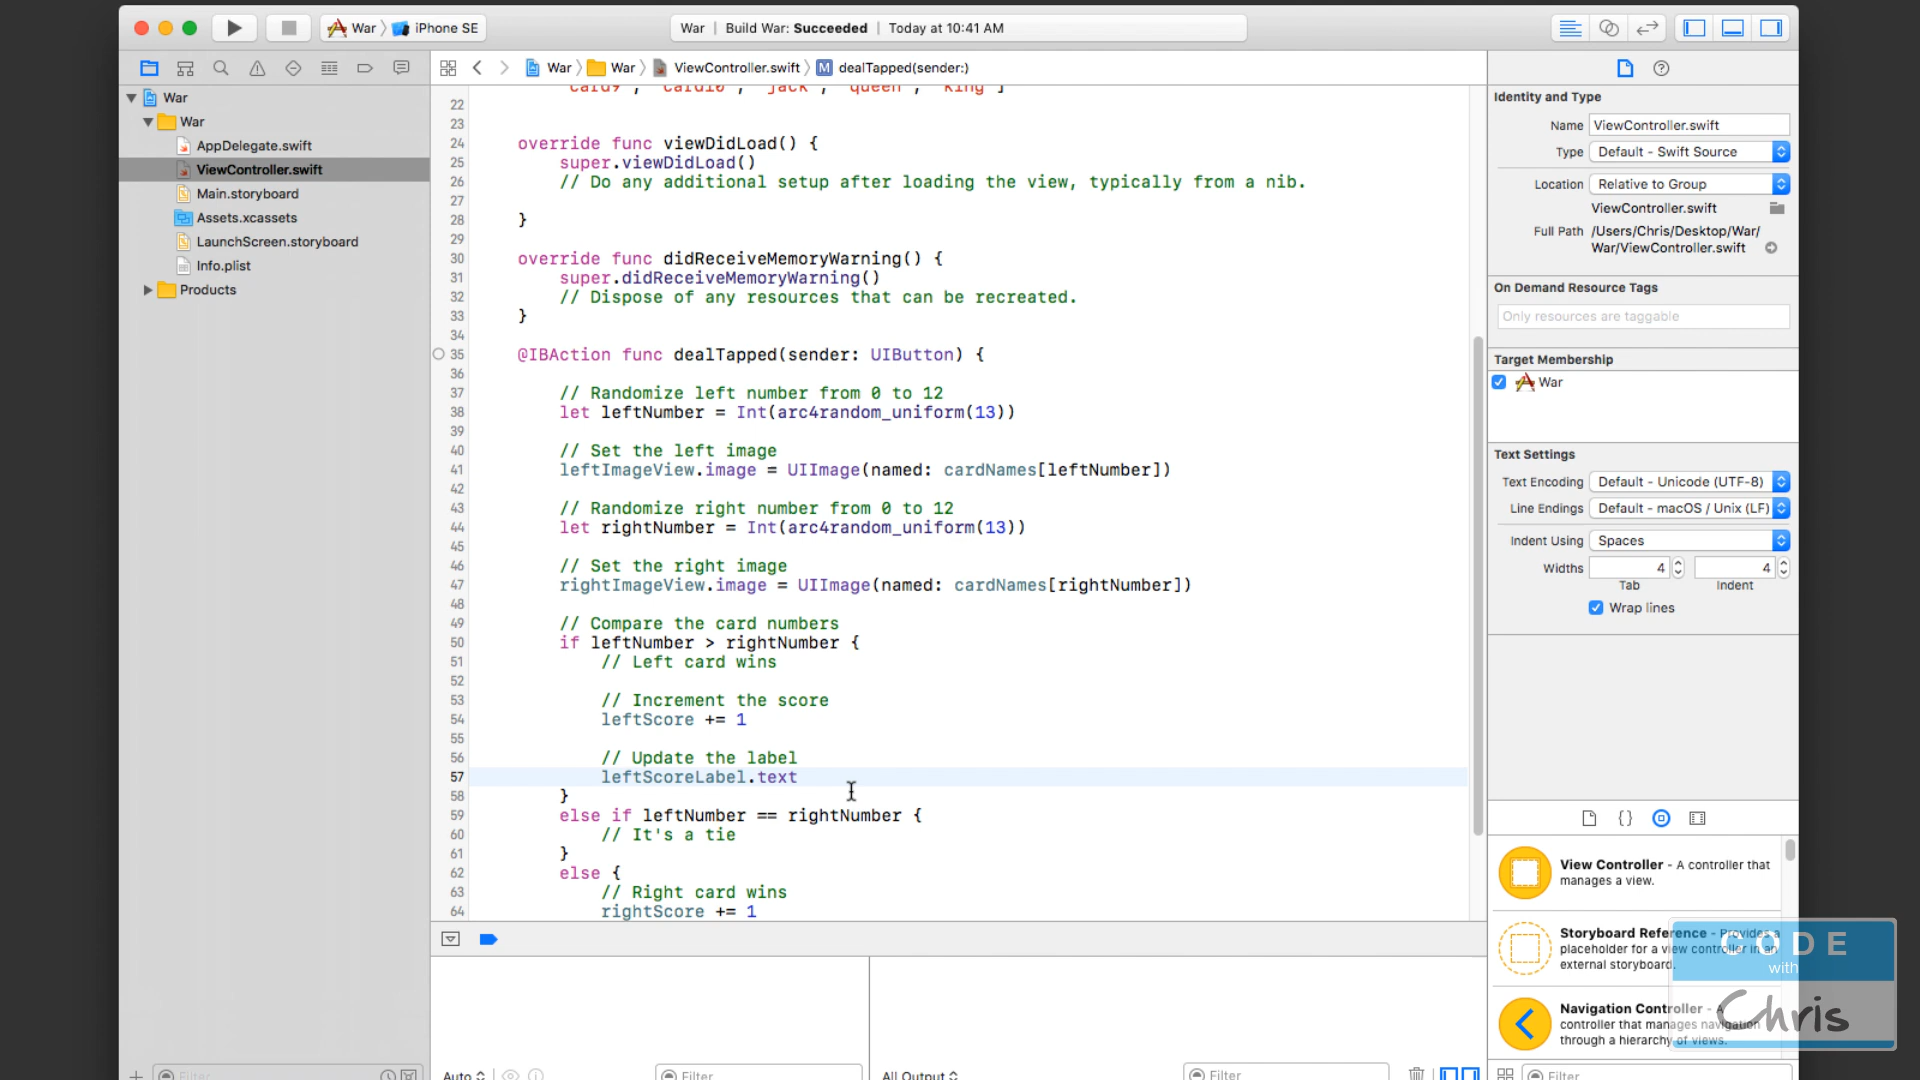 War iPhone SE War Build War: Succeeded Today at 10:41 AM
War War ViewController.swift M dealTapped(sender:)
War
War
AppDelegate.swift
ViewController.swift
Main.storyboard
Assets.xcassets
LaunchScreen.storyboard
Info.plist
Products
"card9", "card10", "jack", "queen", "king"]
22
23
24 override func viewDidLoad() {
25 super.viewDidLoad()
26 // Do any additional setup after loading the view, typically from a nib.
27
28 }
29
30 override func didReceiveMemoryWarning() {
31 super.didReceiveMemoryWarning()
32 // Dispose of any resources that can be recreated.
33 }
34
35 @IBAction func dealTapped(sender: UIButton) {
36
37 // Randomize left number from 0 to 12
38 let leftNumber = Int(arc4random_uniform(13))
39
40 // Set the left image
41 leftImageView.image = UIImage(named: cardNames[leftNumber])
42
43 // Randomize right number from 0 to 12
44 let rightNumber = Int(arc4random_uniform(13))
45
46 // Set the right image
47 rightImageView.image = UIImage(named: cardNames[rightNumber])
48
49 // Compare the card numbers
50 if leftNumber > rightNumber {
51 // Left card wins
52
53 // Increment the score
54 leftScore += 1
55
56 // Update the label
57 leftScoreLabel.text
58 }
59 else if leftNumber == rightNumber {
60 // It's a tie
61 }
62 else {
63 // Right card wins
64 rightScore += 1
Auto
Filter
All Output
Filter
Filter
Identity and Type
Name ViewController.swift
Type Default - Swift Source
Location Relative to Group
ViewController.swift
Full Path /Users/Chris/Desktop/War/
War/ViewController.swift
On Demand Resource Tags
Only resources are taggable
Target Membership
War
Text Settings
Text Encoding Default - Unicode (UTF-8)
Line Endings Default - macOS / Unix (LF)
Indent Using Spaces
Widths 4 4
Tab Indent
Wrap lines
View Controller - A controller that
manages a view.
Storyboard Reference - Provides a
placeholder for a view controller in an
external storyboard.
Navigation Controller - A
controller that manages navigation
through a hierarchy of views.
Filter
CODE
with
Chris